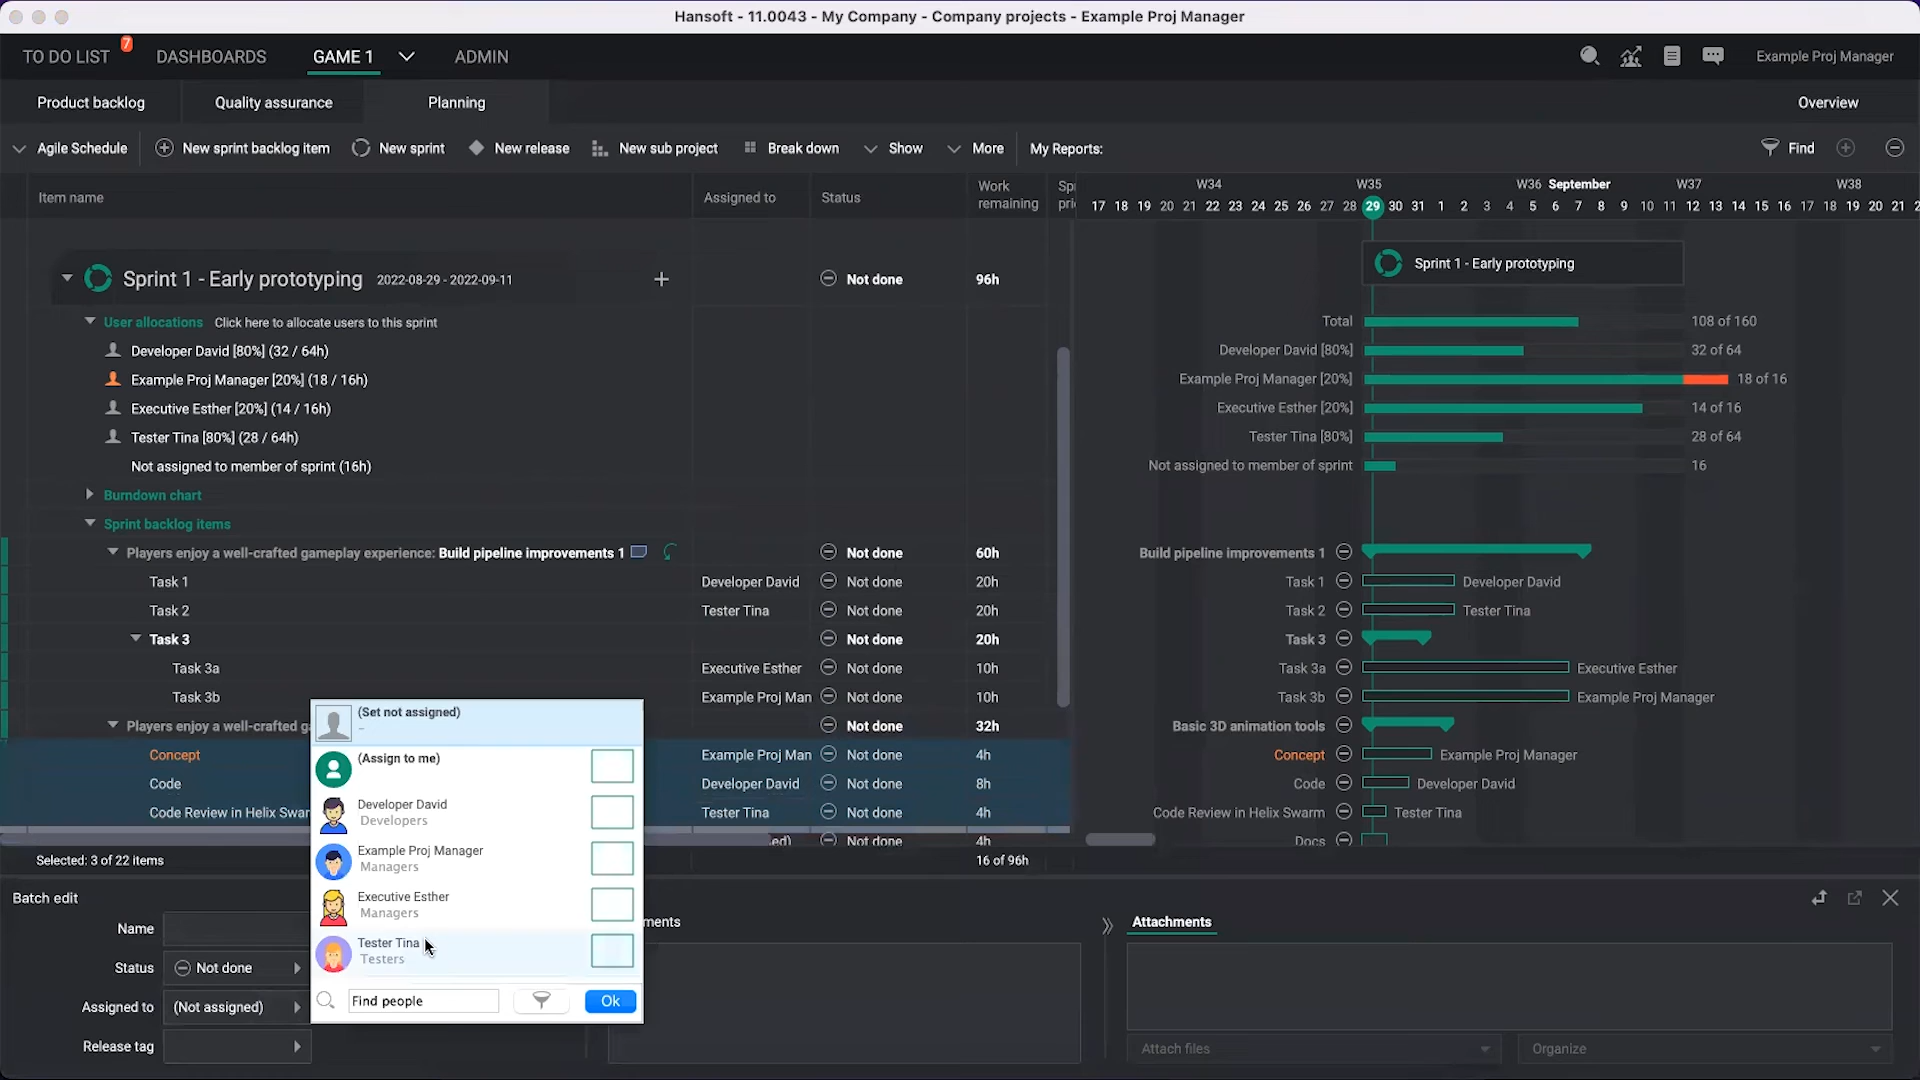 Hansoft - 11.0043 - My Company - Company projects - Example Proj Manager
TO DO LIST 7 DASHBOARDS GAME 1 ADMIN Example Proj Manager
Product backlog Quality assurance Planning Overview
Agile Schedule New sprint backlog item New sprint New release New sub project Break down Show More My Reports: Find
Item name Assigned to Status Work remaining Sp pri
W34 W35 W36 September W37 W38
17 18 19 20 21 22 23 24 25 26 27 28 29 30 31 1 2 3 4 5 6 7 8 9 10 11 12 13 14 15 16 17 18 19 20 21 2
Sprint 1 - Early prototyping 2022-08-29 - 2022-09-11 + Not done 96h Sprint 1 - Early prototyping
User allocations Click here to allocate users to this sprint Total 108 of 160
Developer David [80%] (32 / 64h) Developer David [80%] 32 of 64
Example Proj Manager [20%] (18 / 16h) Example Proj Manager [20%] 18 of 16
Executive Esther [20%] (14 / 16h) Executive Esther [20%] 14 of 16
Tester Tina [80%] (28 / 64h) Tester Tina [80%] 28 of 64
Not assigned to member of sprint (16h) Not assigned to member of sprint 16
Burndown chart
Sprint backlog items
Players enjoy a well-crafted gameplay experience: Build pipeline improvements 1 Not done 60h Build pipeline improvements 1
Task 1 Developer David Not done 20h Task 1 Developer David
Task 2 Tester Tina Not done 20h Task 2 Tester Tina
Task 3 Not done 20h Task 3
Task 3a Executive Esther Not done 10h Task 3a Executive Esther
Task 3b Example Proj Man Not done 10h Task 3b Example Proj Manager
Players enjoy a well-crafted g Not done 32h Basic 3D animation tools
Concept Example Proj Man Not done 4h Concept Example Proj Manager
Code Developer David Not done 8h Code Developer David
Code Review in Helix Swar Tester Tina Not done 4h Code Review in Helix Swarm Tester Tina
ed) Not done 4h Docs
Selected: 3 of 22 items 16 of 96h
(Set not assigned)
–
(Assign to me)
Developer David
Developers
Example Proj Manager
Managers
Executive Esther
Managers
Tester Tina
Testers
Find people Ok
Batch edit
Name
Status Not done
Assigned to (Not assigned)
Release tag
ments
Attachments
Attach files Organize